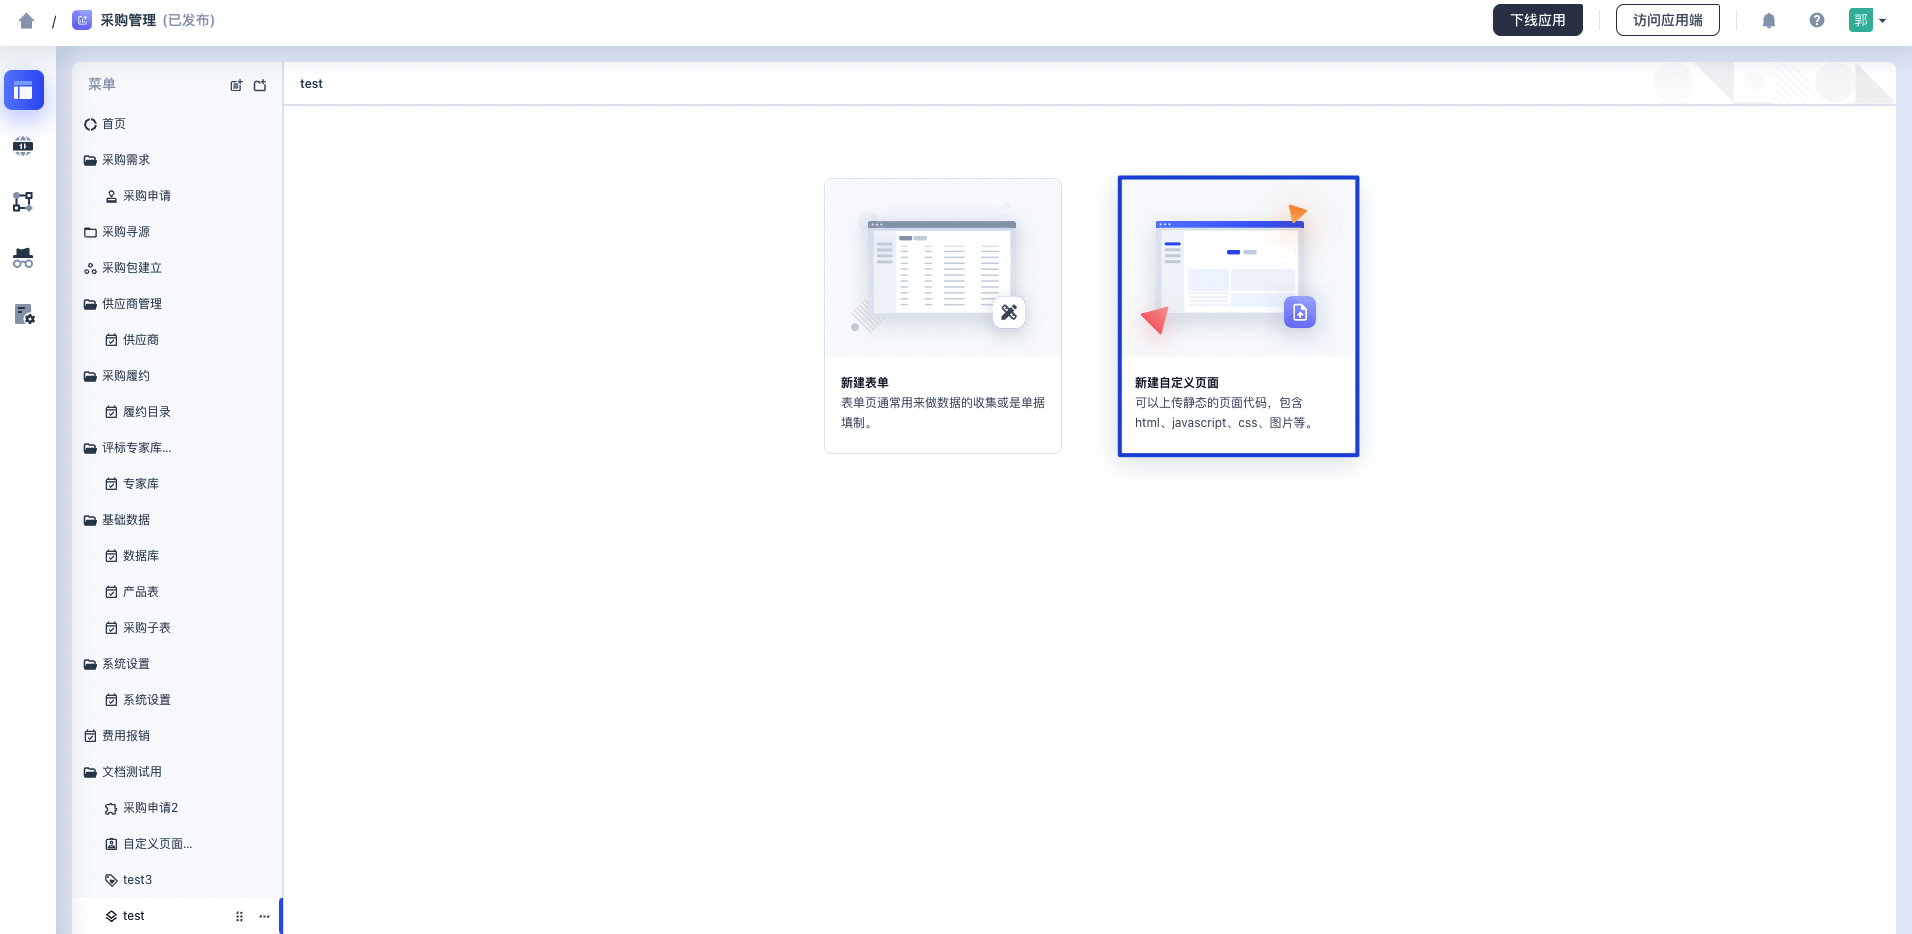 / 采购管理 (已发布)
下线应用
访问应用端
郭
菜单
test
首页
采购需求
采购申请
采购寻源
采购包建立
供应商管理
供应商
采购履约
履约目录
评标专家库...
专家库
基础数据
数据库
产品表
采购子表
系统设置
系统设置
费用报销
文档测试用
采购申请2
自定义页面...
test3
test
新建表单
表单页通常用来做数据的收集或是单据
填制。
新建自定义页面
可以上传静态的页面代码，包含
html、javascript、css、图片等。